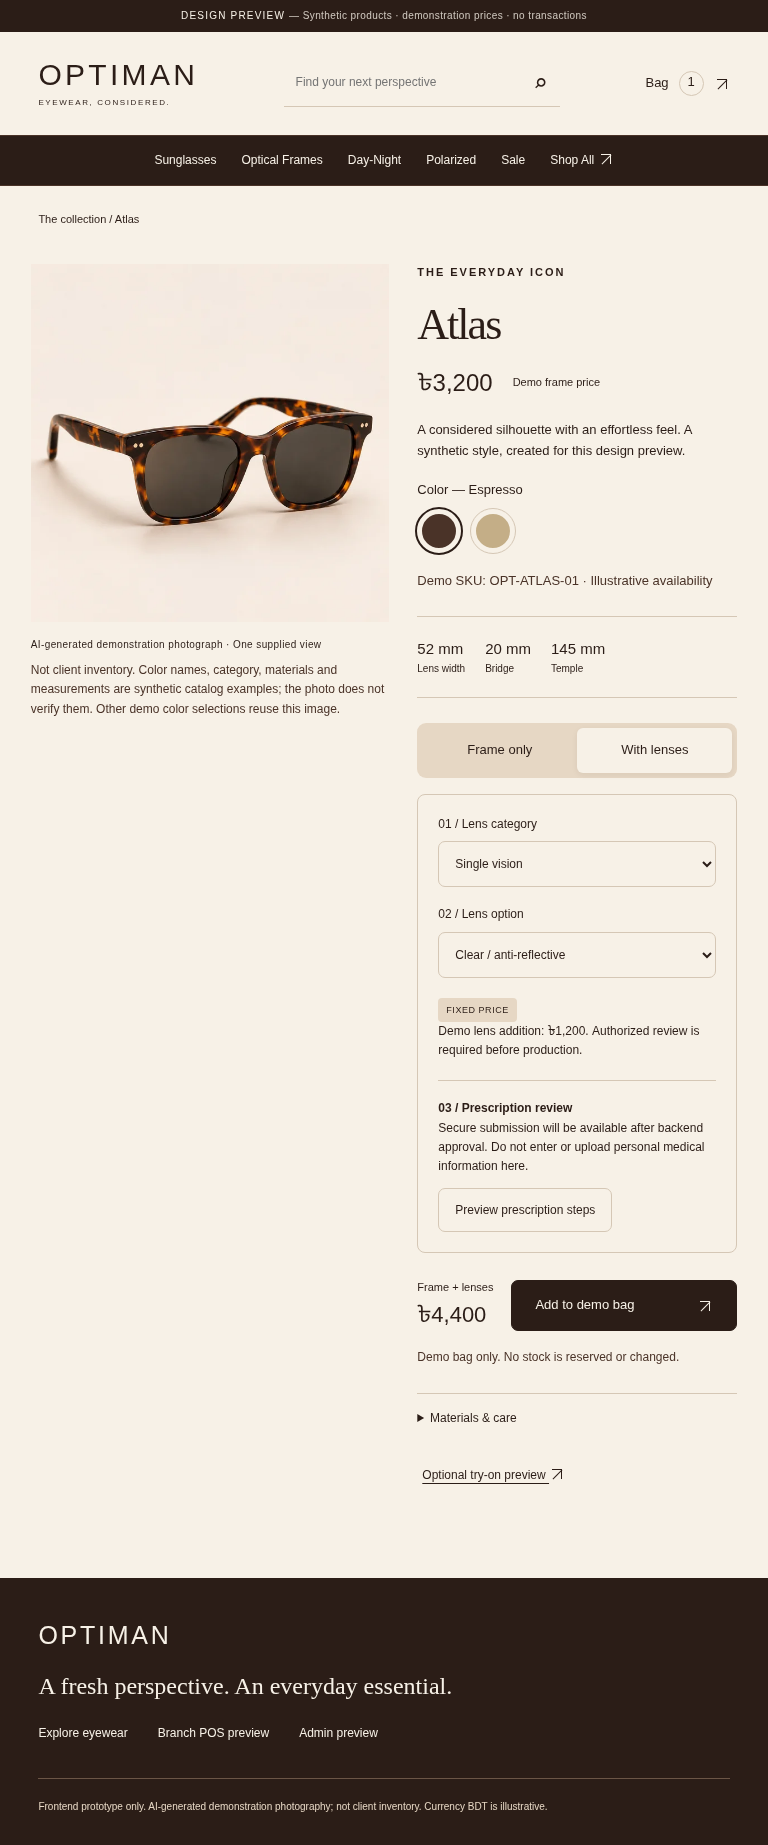 DESIGN PREVIEW — Synthetic products · demonstration prices · no transactions
OPTIMAN
EYEWEAR, CONSIDERED.
Find your next perspective
Bag 1
Sunglasses Optical Frames Day-Night Polarized Sale Shop All
The collection / Atlas
THE EVERYDAY ICON
Atlas
৳3,200 Demo frame price
A considered silhouette with an effortless feel. A
synthetic style, created for this design preview.
Color — Espresso
Demo SKU: OPT-ATLAS-01 · Illustrative availability
52 mm 20 mm 145 mm
Lens width Bridge Temple
AI-generated demonstration photograph · One supplied view
Not client inventory. Color names, category, materials and
measurements are synthetic catalog examples; the photo does not
verify them. Other demo color selections reuse this image.
Frame only With lenses
01 / Lens category
Single vision
02 / Lens option
Clear / anti-reflective
FIXED PRICE
Demo lens addition: ৳1,200. Authorized review is
required before production.
03 / Prescription review
Secure submission will be available after backend
approval. Do not enter or upload personal medical
information here.
Preview prescription steps
Frame + lenses
৳4,400
Add to demo bag
Demo bag only. No stock is reserved or changed.
Materials & care
Optional try-on preview
OPTIMAN
A fresh perspective. An everyday essential.
Explore eyewear Branch POS preview Admin preview
Frontend prototype only. AI-generated demonstration photography; not client inventory. Currency BDT is illustrative.